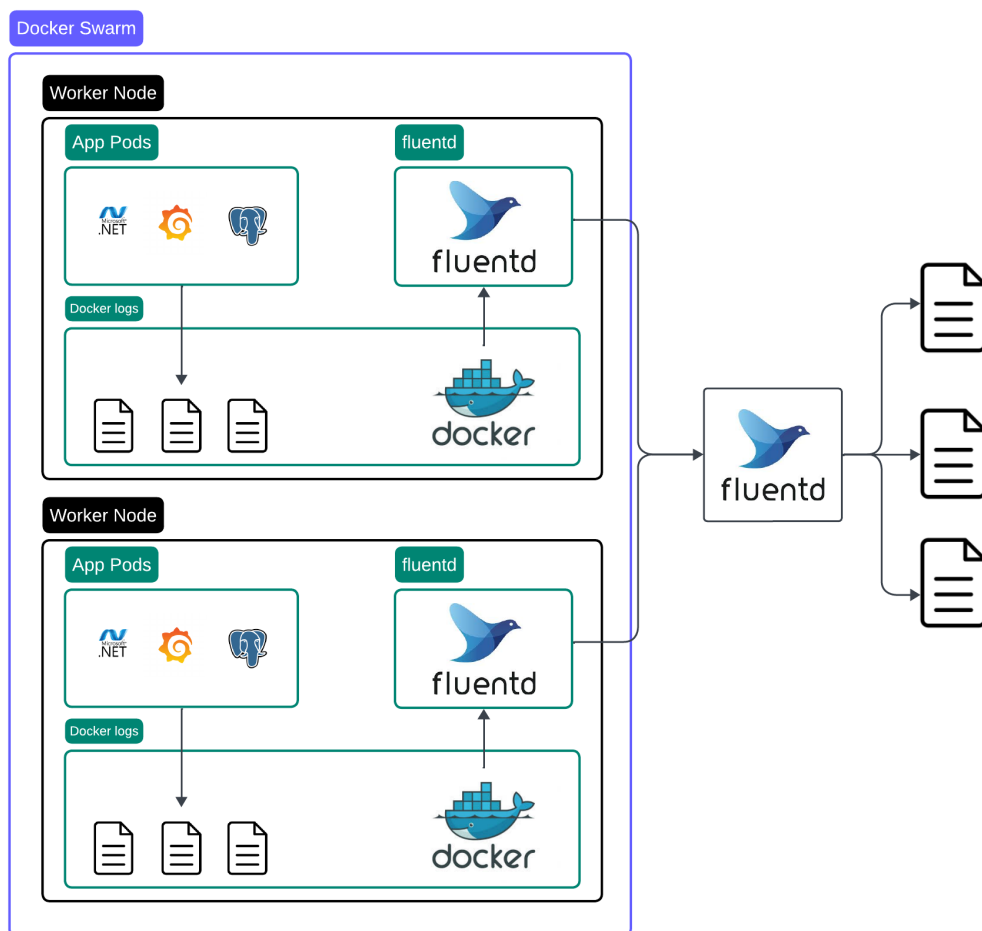 Docker Swarm
Worker Node
App Pods
fluentd
Microsoft®
.NET
fluentd
Docker logs
docker
Worker Node
App Pods
fluentd
Microsoft®
.NET
fluentd
Docker logs
docker
fluentd